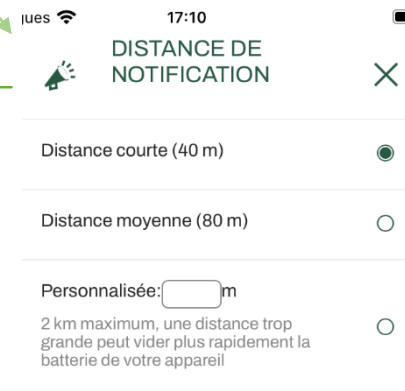 17:10
DISTANCE DE
NOTIFICATION
Distance courte (40 m)
Distance moyenne (80 m)
Personnalisée: m
2 km maximum, une distance trop
grande peut vider plus rapidement la
batterie de votre appareil